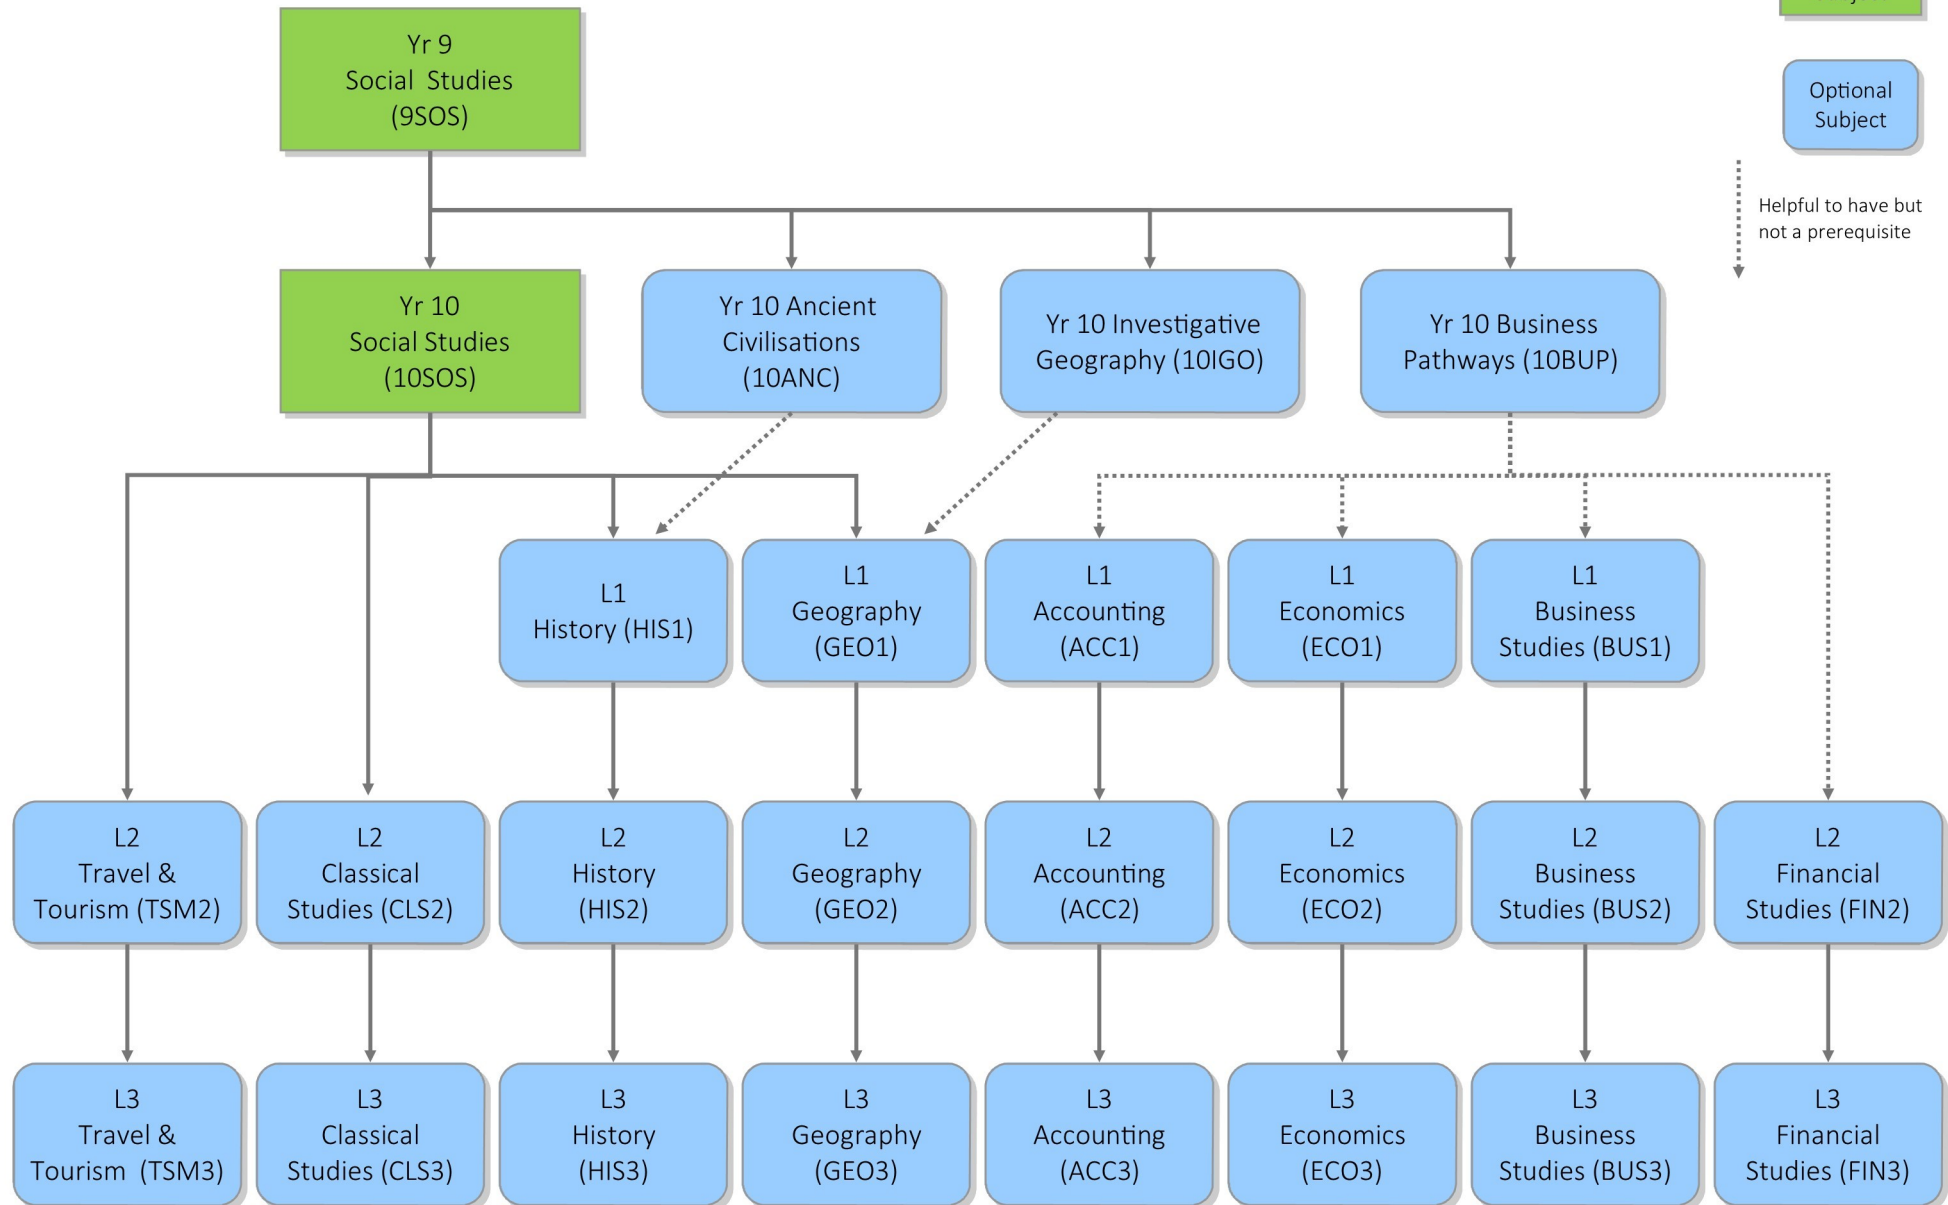 Yr 9
Social Studies
(9SOS)
Optional
Subject
Helpful to have but
not a prerequisite
Yr 10
Social Studies
(10SOS)
Yr 10 Ancient
Civilisations
(10ANC)
Yr 10 Investigative
Geography (10IGO)
Yr 10 Business
Pathways (10BUP)
L1
History (HIS1)
L1
Geography
(GEO1)
L1
Accounting
(ACC1)
L1
Economics
(ECO1)
L1
Business
Studies (BUS1)
L2
Travel &
Tourism (TSM2)
L2
Classical
Studies (CLS2)
L2
History
(HIS2)
L2
Geography
(GEO2)
L2
Accounting
(ACC2)
L2
Economics
(ECO2)
L2
Business
Studies (BUS2)
L2
Financial
Studies (FIN2)
L3
Travel &
Tourism (TSM3)
L3
Classical
Studies (CLS3)
L3
History
(HIS3)
L3
Geography
(GEO3)
L3
Accounting
(ACC3)
L3
Economics
(ECO3)
L3
Business
Studies (BUS3)
L3
Financial
Studies (FIN3)